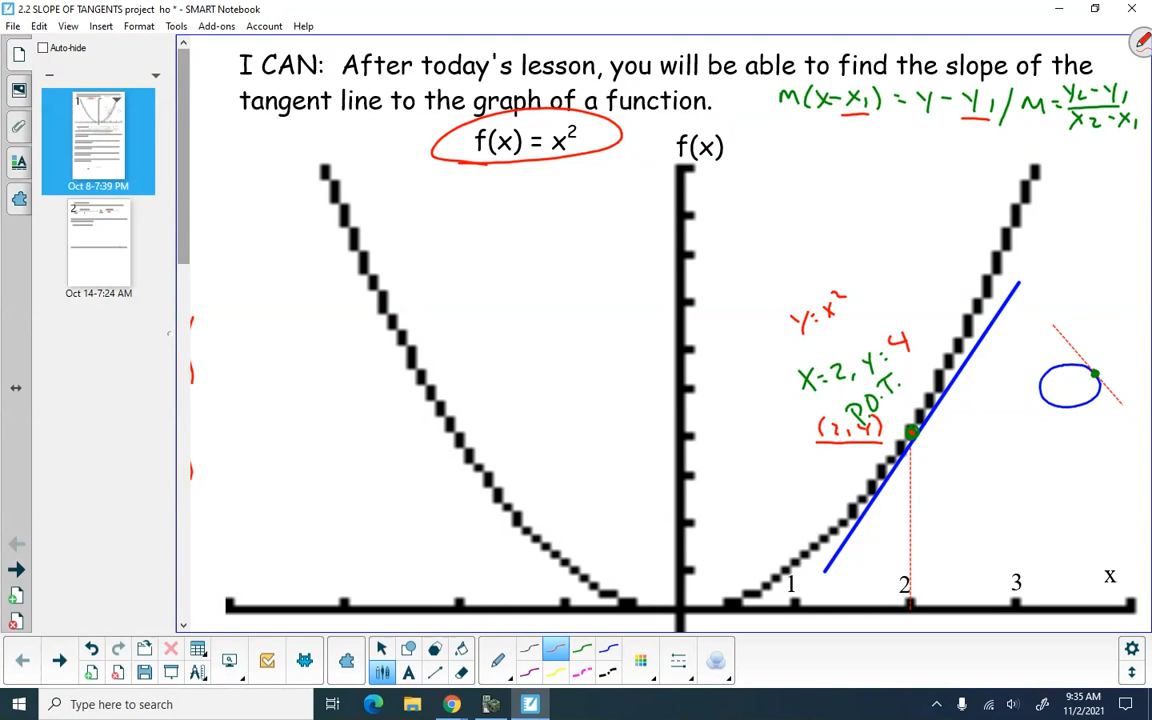 2.2 SLOPE OF TANGENTS project ho * - SMART Notebook
File Edit View Insert Format Tools Add-ons Account Help
Auto-hide
I CAN: After today's lesson, you will be able to find the slope of the
tangent line to the graph of a function.
m(x-x₁) = y - y₁ / m = y₂-y₁ / x₂-x₁
f(x) = x²
f(x)
1
Oct 8-7:39 PM
2
Oct 14-7:24 AM
y=x²
x=2, y=4
P.O.T.
(2,4)
1
2
3
x
Type here to search
9:35 AM
11/2/2021